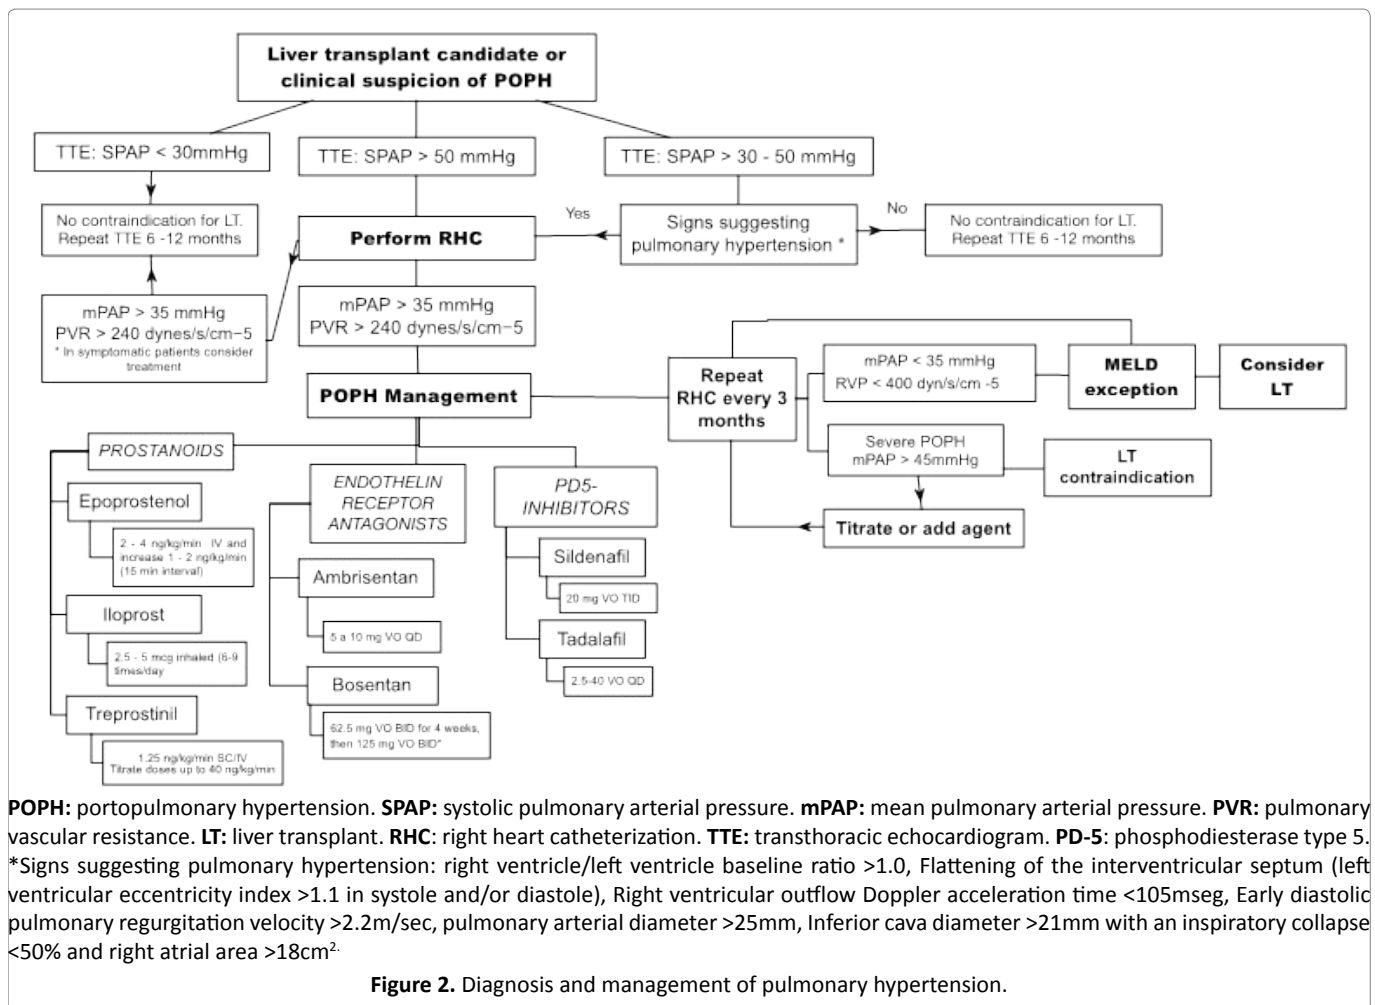 Liver transplant candidate or
clinical suspicion of POPH
TTE: SPAP < 30mmHg
TTE: SPAP > 50 mmHg
TTE: SPAP > 30 - 50 mmHg
No contraindication for LT.
Repeat TTE 6 -12 months
Perform RHC
Yes
Signs suggesting
pulmonary hypertension *
No
No contraindication for LT.
Repeat TTE 6 -12 months
mPAP > 35 mmHg
PVR > 240 dynes/s/cm−5
* In symptomatic patients consider
treatment
mPAP > 35 mmHg
PVR > 240 dynes/s/cm−5
POPH Management
Repeat
RHC every 3
months
mPAP < 35 mmHg
RVP < 400 dyn/s/cm -5
MELD
exception
Consider
LT
Severe POPH
mPAP > 45mmHg
LT
contraindication
Titrate or add agent
PROSTANOIDS
Epoprostenol
2 - 4 ng/kg/min IV and
increase 1 - 2 ng/kg/min
(15 min interval)
Iloprost
2.5 - 5 mcg inhaled (6-9
times/day
Treprostinil
1.25 ng/kg/min SC/IV
Titrate doses up to 40 ng/kg/min
ENDOTHELIN
RECEPTOR
ANTAGONISTS
Ambrisentan
5 a 10 mg VO QD
Bosentan
62.5 mg VO BID for 4 weeks,
then 125 mg VO BID*
PD5-
INHIBITORS
Sildenafil
20 mg VO TID
Tadalafil
2.5-40 VO QD
POPH: portopulmonary hypertension. SPAP: systolic pulmonary arterial pressure. mPAP: mean pulmonary arterial pressure. PVR: pulmonary
vascular resistance. LT: liver transplant. RHC: right heart catheterization. TTE: transthoracic echocardiogram. PD-5: phosphodiesterase type 5.
*Signs suggesting pulmonary hypertension: right ventricle/left ventricle baseline ratio >1.0, Flattening of the interventricular septum (left
ventricular eccentricity index >1.1 in systole and/or diastole), Right ventricular outflow Doppler acceleration time <105mseg, Early diastolic
pulmonary regurgitation velocity >2.2m/sec, pulmonary arterial diameter >25mm, Inferior cava diameter >21mm with an inspiratory collapse
<50% and right atrial area >18cm².
Figure 2. Diagnosis and management of pulmonary hypertension.